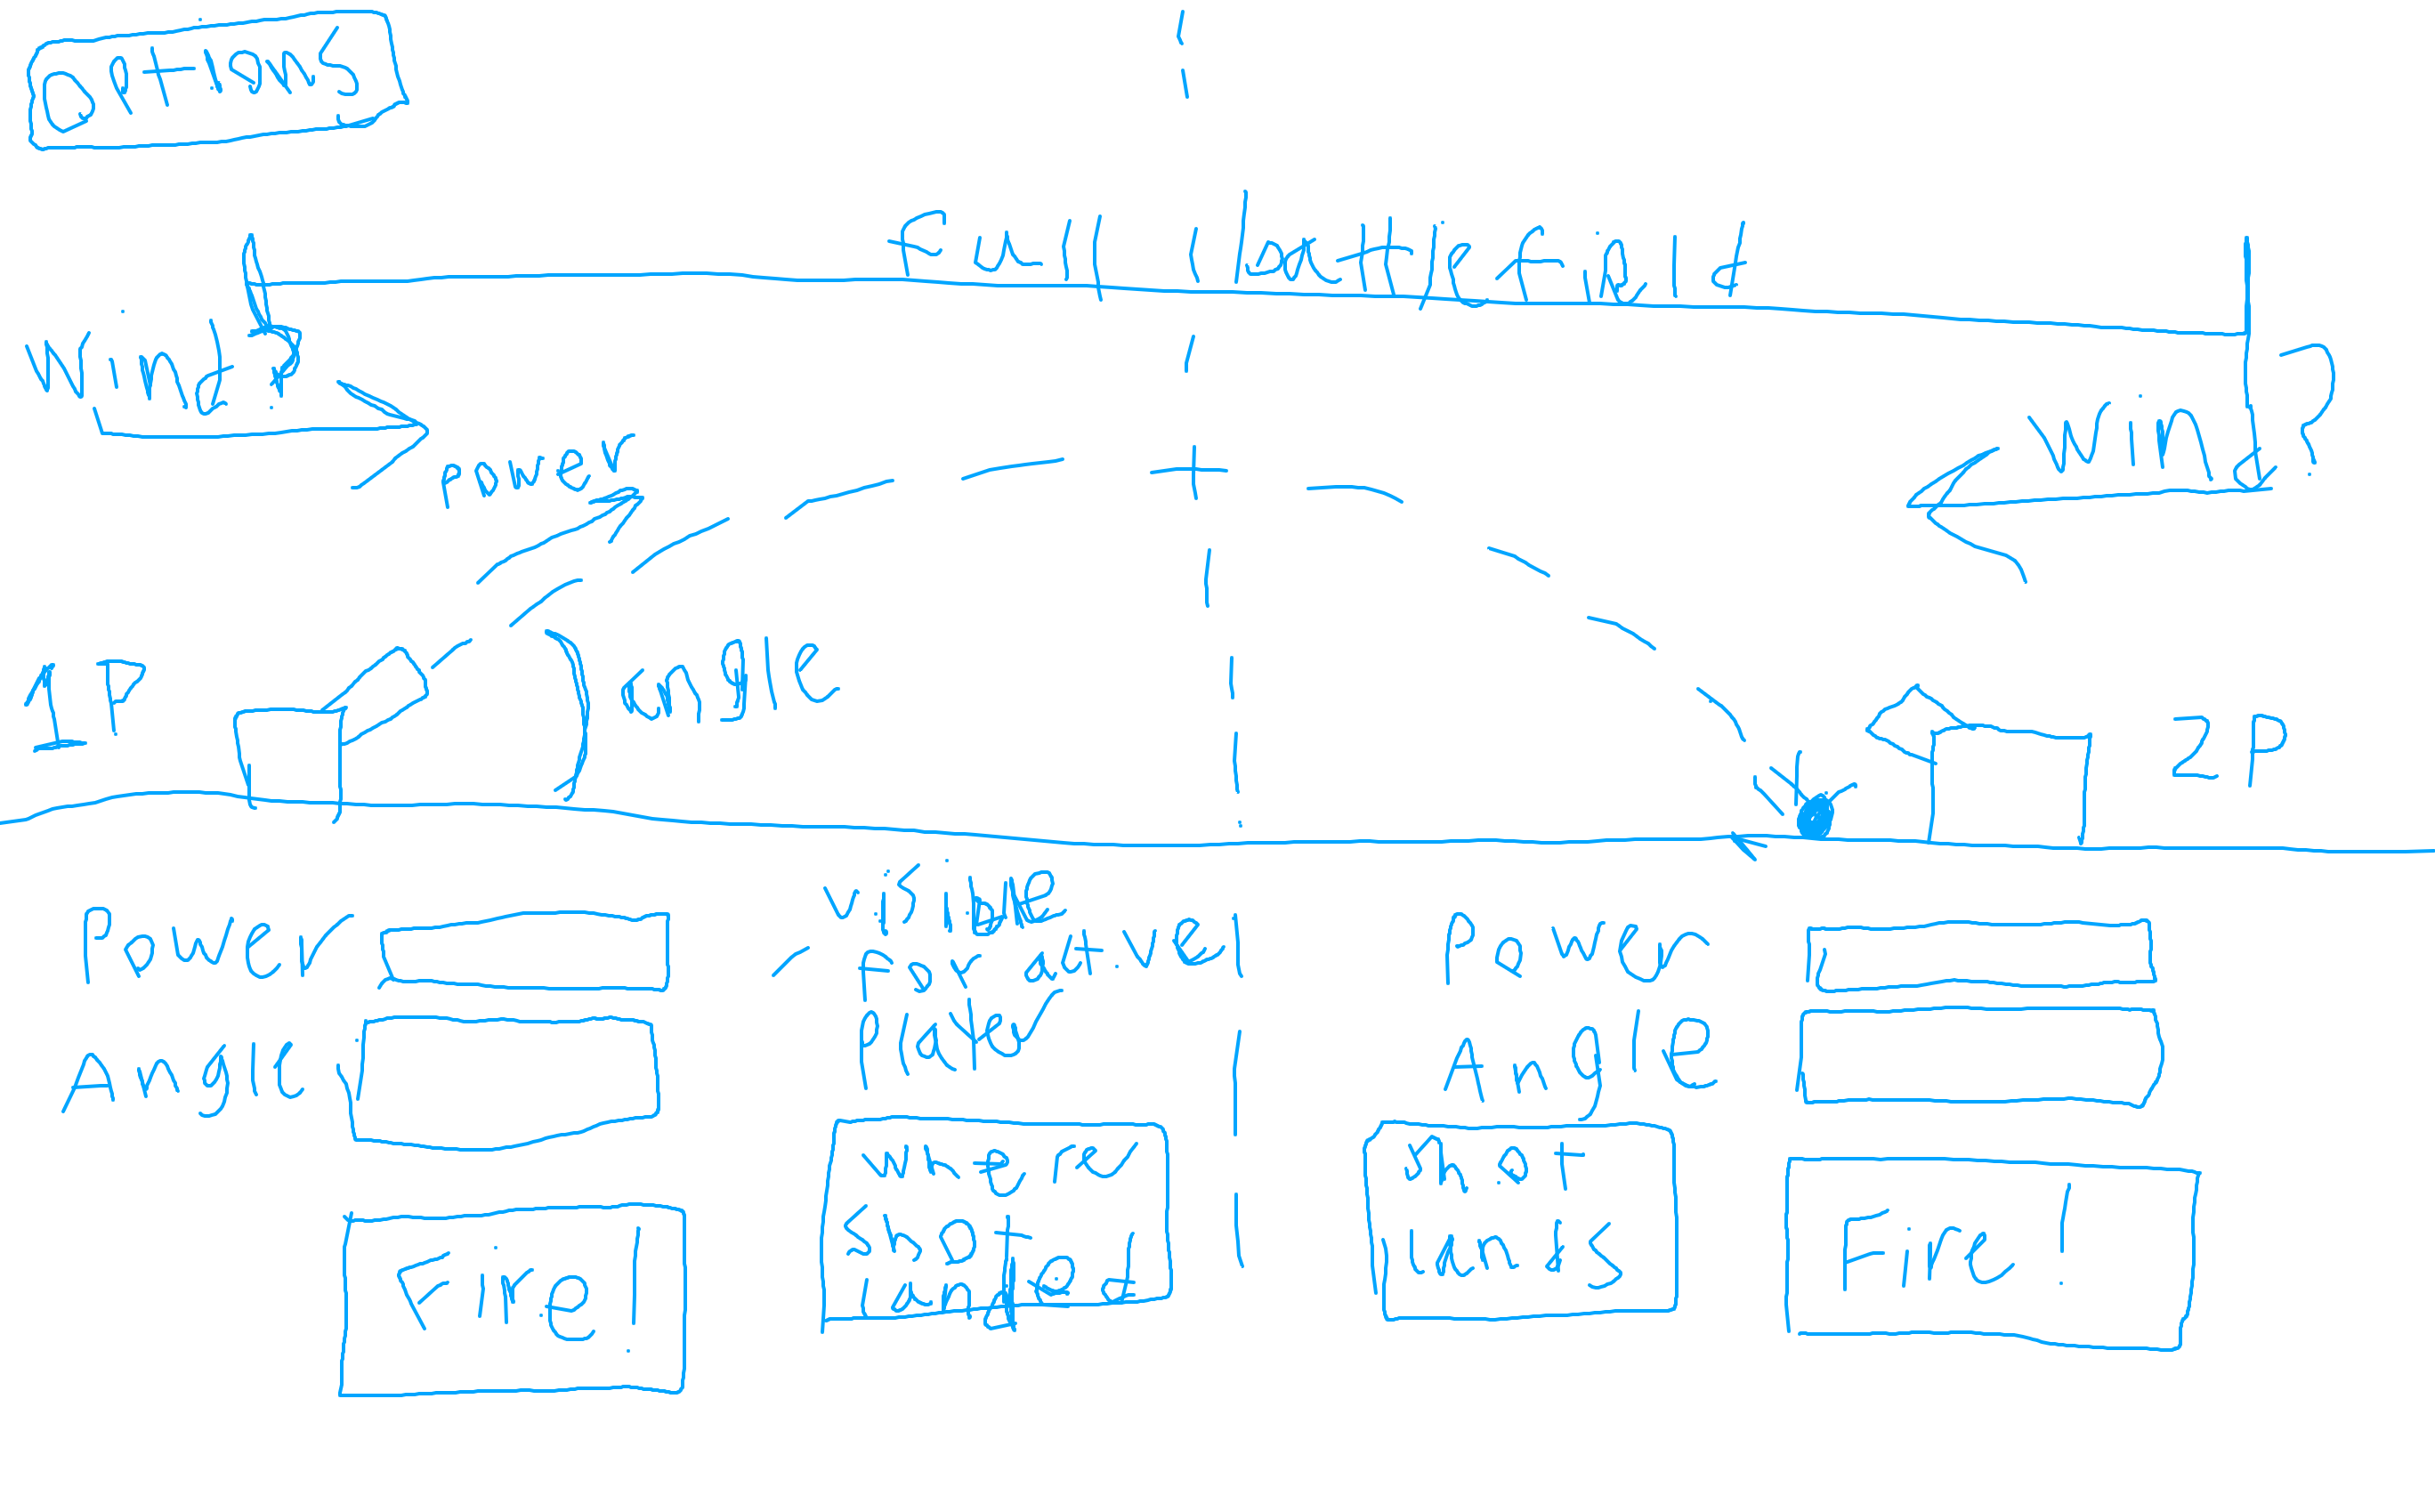 options
full battlefield
wind?
wind?
power
angle
1P
2P
Power
Angle
Fire!
visible
for active
player
where
shot
landed
Power
Angle
shot
lands
Fire!